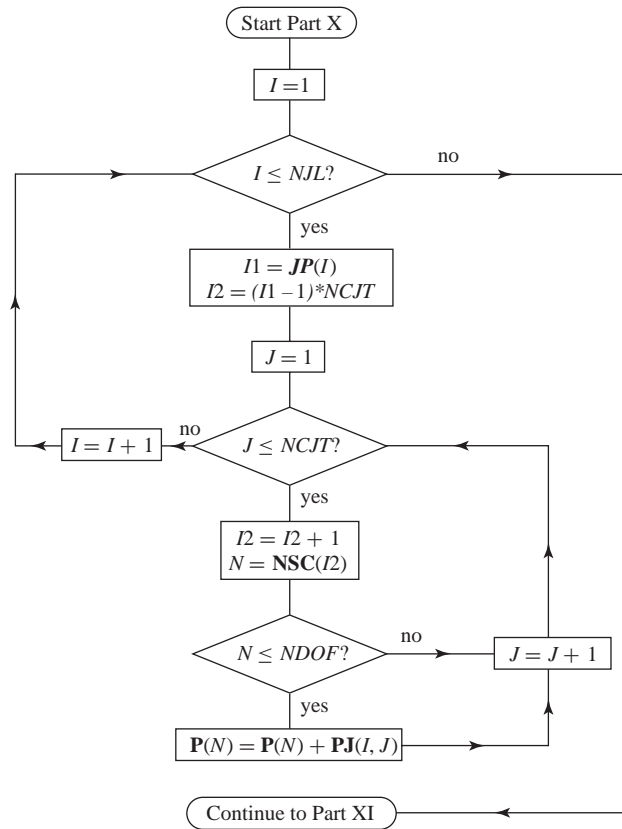 Start Part X
I = 1
I ≤ NJL?
no
yes
I1 = JP(I)
I2 = (I1 – 1)*NCJT
J = 1
no
J ≤ NCJT?
I = I + 1
yes
I2 = I2 + 1
N = NSC(I2)
N ≤ NDOF?
no
J = J + 1
yes
P(N) = P(N) + PJ(I, J)
Continue to Part XI